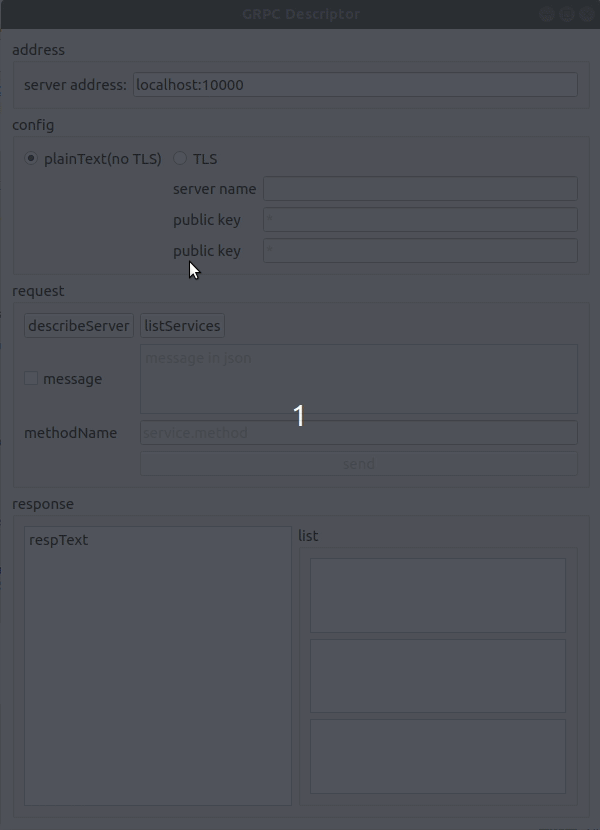 GRPC Descriptor
address
server address: localhost:10000
config
plainText(no TLS) TLS
server name
public key *
public key *
request
describeServer listServices
message in json
message
1
methodName service.method
send
response
respText
list